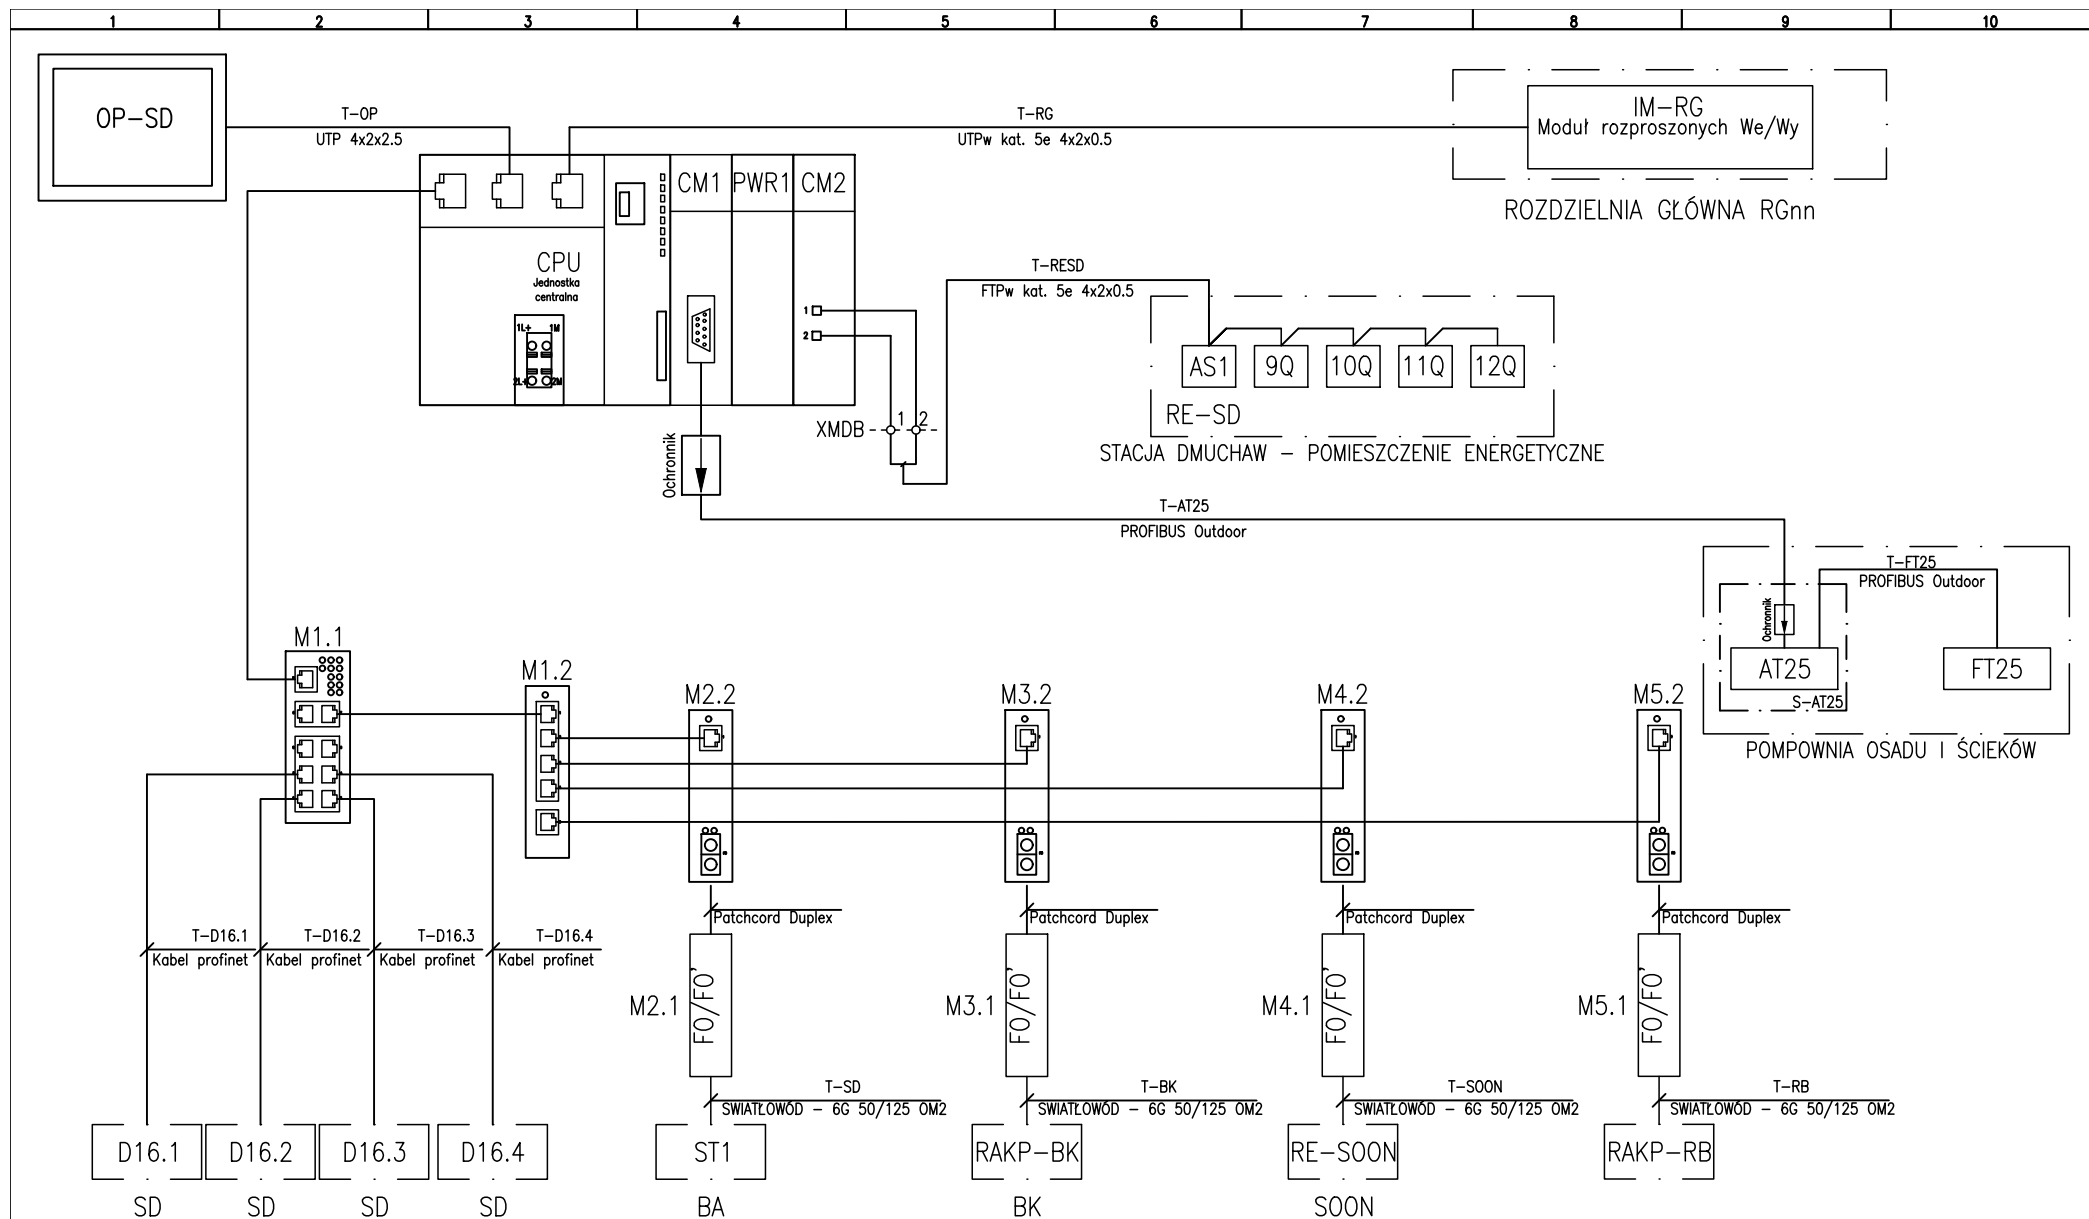 1 2 3 4 5 6 7 8 9 10
OP-SD
T-OP
UTP 4x2x2.5
T-RG
UTPw kat. 5e 4x2x0.5
IM-RG
Moduł rozproszonych We/Wy
ROZDZIELNIA GŁÓWNA RGnn
CM1 PWR1 CM2
CPU
Jednostka
centralna
1L+ 1M
2L+ 2M
1
2
T-RESD
FTPw kat. 5e 4x2x0.5
AS1 9Q 10Q 11Q 12Q
RE-SD
STACJA DMUCHAW - POMIESZCZENIE ENERGETYCZNE
XMDB 1 2
Ochronnik
T-AT25
PROFIBUS Outdoor
T-FT25
PROFIBUS Outdoor
Ochronnik
AT25
FT25
S-AT25
POMPOWNIA OSADU I ŚCIEKÓW
M1.1
M1.2
M2.2
M3.2
M4.2
M5.2
Patchcord Duplex
Patchcord Duplex
Patchcord Duplex
Patchcord Duplex
T-D16.1
Kabel profinet
T-D16.2
Kabel profinet
T-D16.3
Kabel profinet
T-D16.4
Kabel profinet
M2.1
FO/FO'
M3.1
FO/FO'
M4.1
FO/FO'
M5.1
FO/FO'
T-SD
SWIATŁOWÓD - 6G 50/125 OM2
T-BK
SWIATŁOWÓD - 6G 50/125 OM2
T-SOON
SWIATŁOWÓD - 6G 50/125 OM2
T-RB
SWIATŁOWÓD - 6G 50/125 OM2
D16.1 D16.2 D16.3 D16.4 ST1 RAKP-BK RE-SOON RAKP-RB
SD SD SD SD BA BK SOON